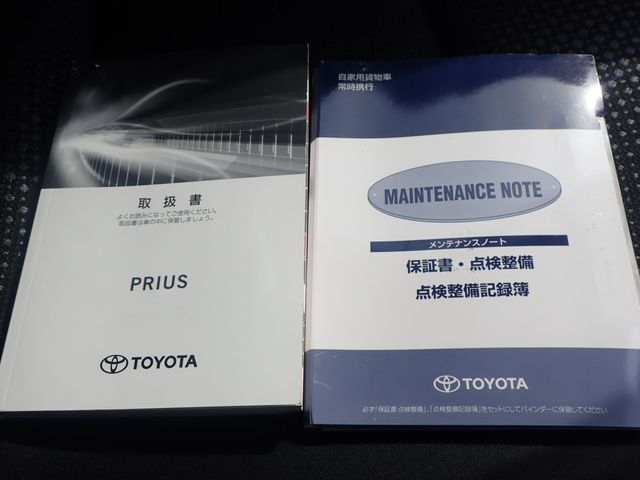 取扱書
よくお読みになってご使用ください。
取扱書は車の中に保管しましょう。
PRIUS
TOYOTA
自家用貨物車
常時携行
MAINTENANCE NOTE
メンテナンスノート
保証書・点検整備
点検整備記録簿
TOYOTA
必ず「保証書・点検整備」、「点検整備記録簿」をセットにしてバインダーに保管してください